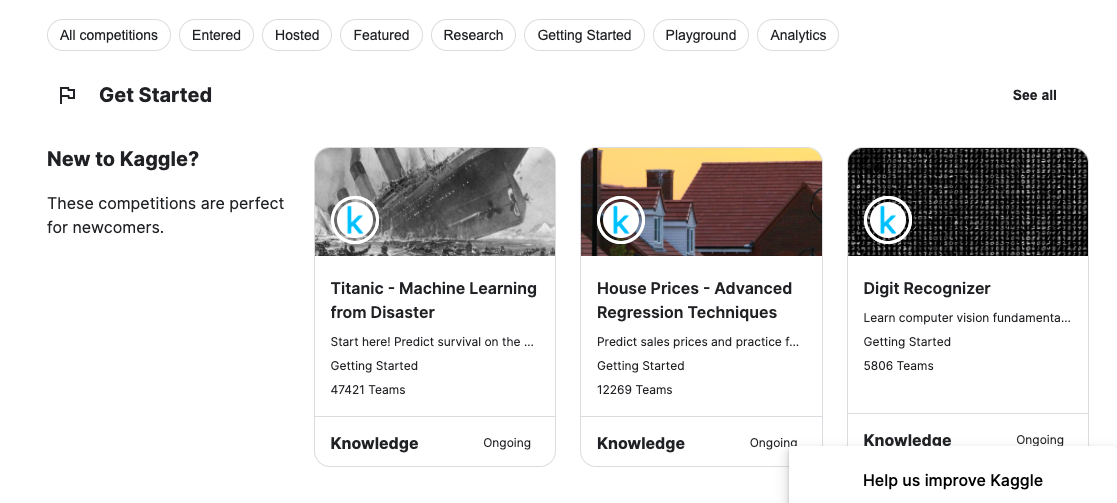 All competitions
Entered
Hosted
Featured
Research
Getting Started
Playground
Analytics
Get Started
See all
New to Kaggle?
These competitions are perfect
for newcomers.
k
Titanic - Machine Learning
from Disaster
Start here! Predict survival on the ...
Getting Started
47421 Teams
Knowledge
Ongoing
k
House Prices - Advanced
Regression Techniques
Predict sales prices and practice f...
Getting Started
12269 Teams
Knowledge
Ongoing
k
Digit Recognizer
Learn computer vision fundamenta...
Getting Started
5806 Teams
Knowledge
Ongoing
Help us improve Kaggle